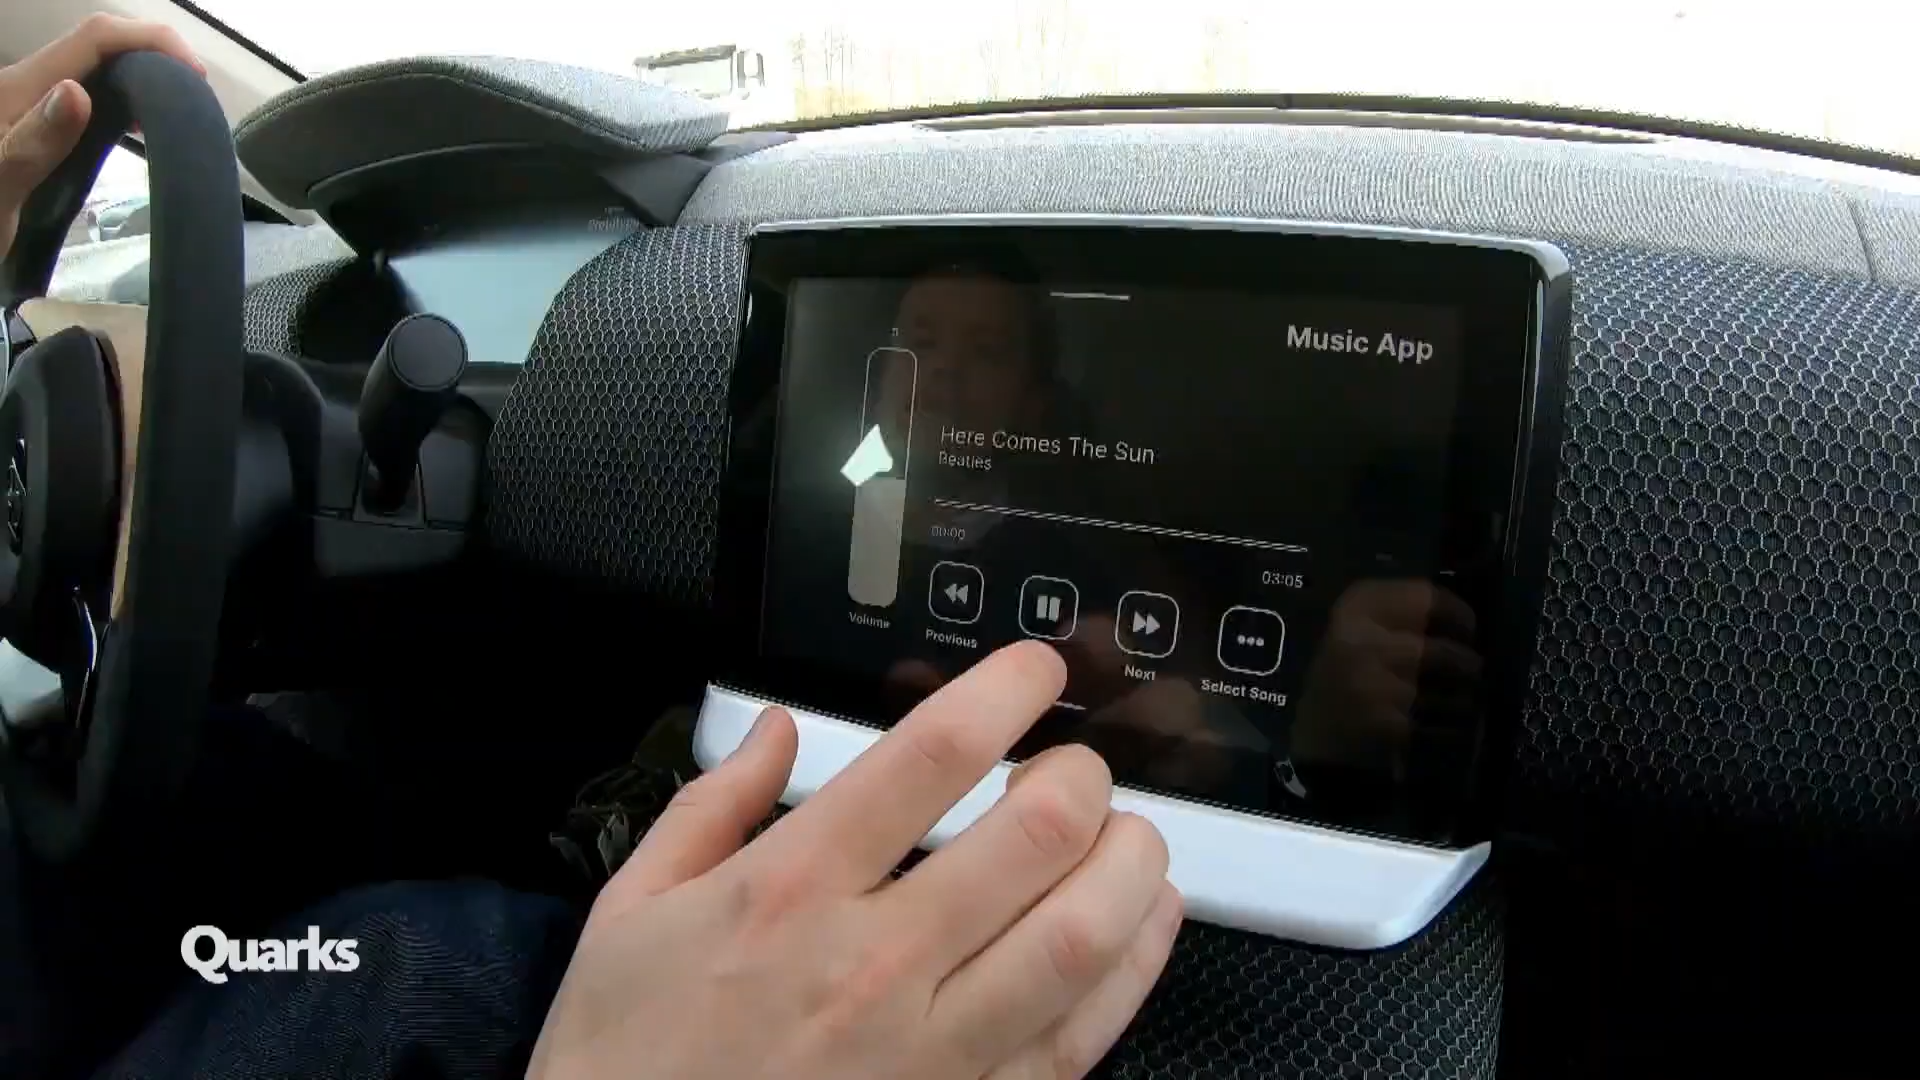 Music App
Here Comes The Sun
Beatles
00:00
03:05
Volume
Previous
Next
Select Song
Quarks